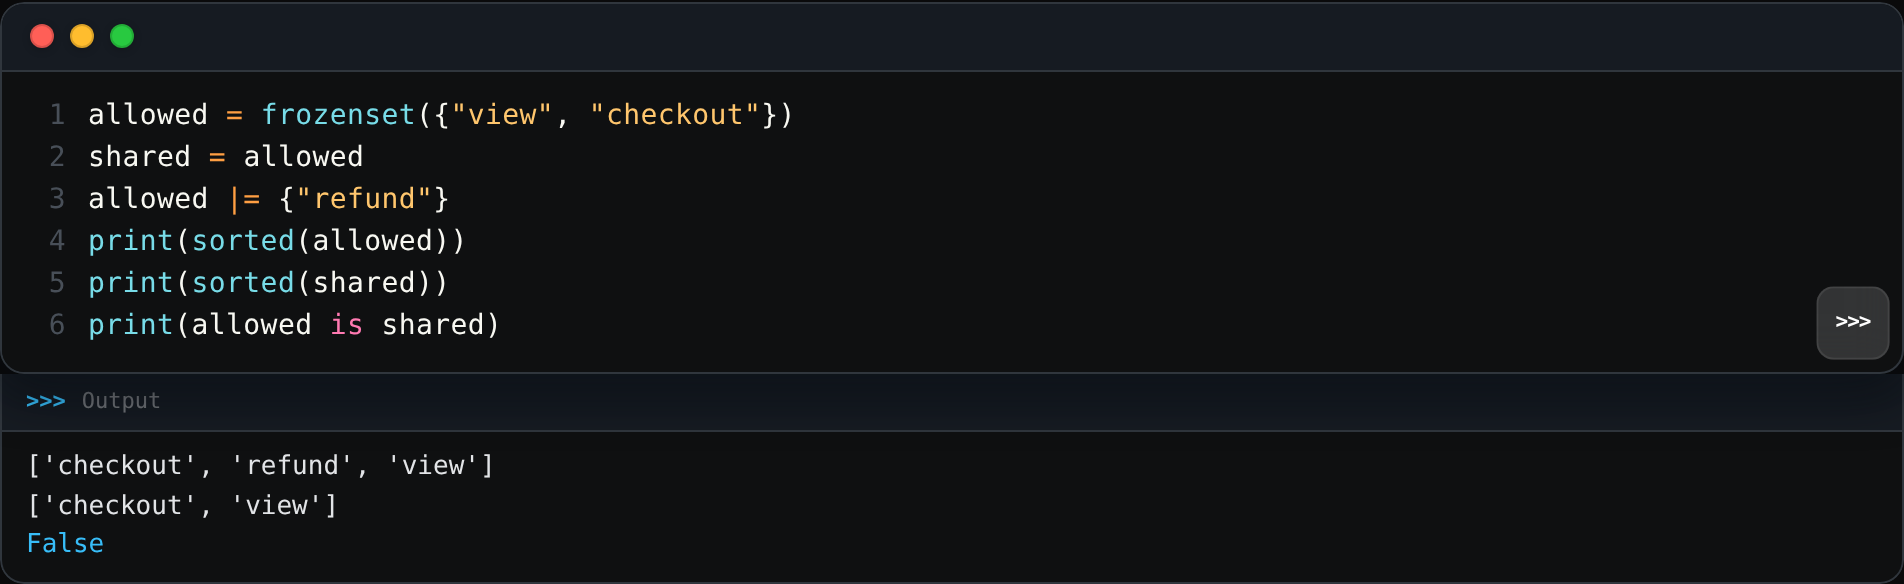 1 allowed = frozenset({"view", "checkout"})
2 shared = allowed
3 allowed |= {"refund"}
4 print(sorted(allowed))
5 print(sorted(shared))
6 print(allowed is shared)
>>>
>>> Output
['checkout', 'refund', 'view']
['checkout', 'view']
False